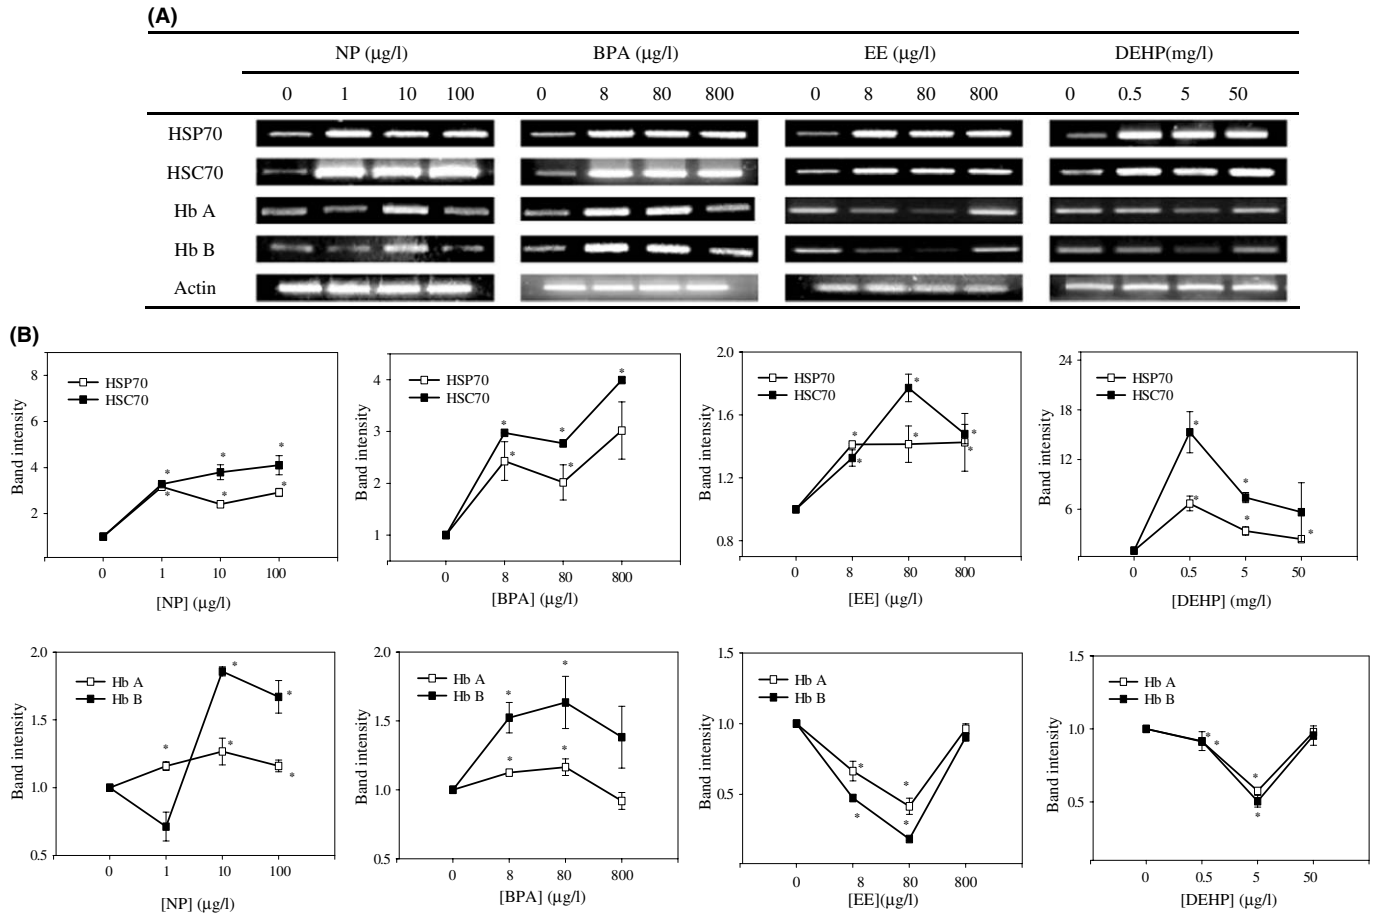 (A)
NP (µg/l) BPA (µg/l) EE (µg/l) DEHP(mg/l)
0 1 10 100 0 8 80 800 0 8 80 800 0 0.5 5 50
HSP70
HSC70
Hb A
Hb B
Actin
(B)
8
6
4
2
Band intensity
HSP70
HSC70
* * * * * *
0 1 10 100
[NP] (µg/l)
4
3
2
1
Band intensity
HSP70
HSC70
* * * * *
0 8 80 800
[BPA] (µg/l)
2.0
1.6
1.2
0.8
Band intensity
HSP70
HSC70
* * * * * *
0 8 80 800
[EE] (µg/l)
24
18
12
6
Band intensity
HSP70
HSC70
* * * * *
0 0.5 5 50
[DEHP] (mg/l)
2.0
1.5
1.0
0.5
Band intensity
Hb A
Hb B
* * * * *
0 1 10 100
[NP] (µg/l)
2.0
1.5
1.0
0.5
Band intensity
Hb A
Hb B
* * * *
0 8 80 800
[BPA] (µg/l)
1.5
1.0
0.5
Band intensity
Hb A
Hb B
* * * *
0 8 80 800
[EE](µg/l)
1.5
1.0
0.5
Band intensity
Hb A
Hb B
* * * *
0 0.5 5 50
[DEHP] (µg/l)